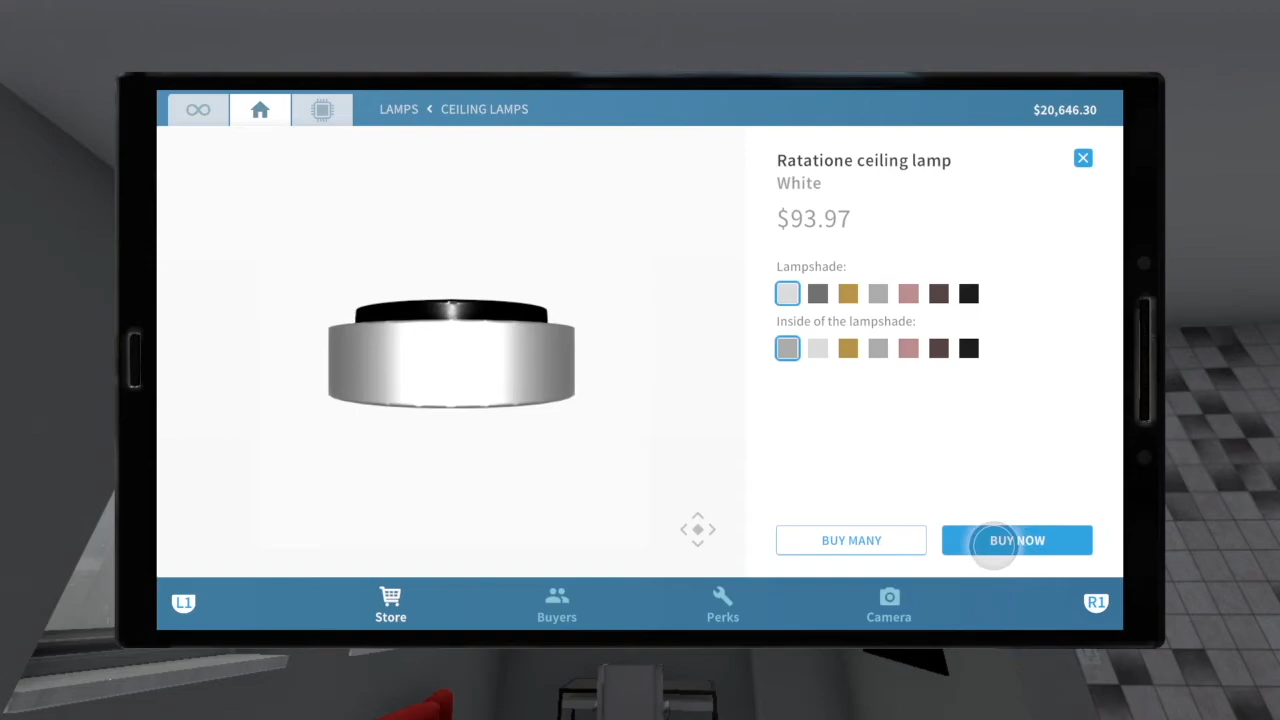 LAMPS < CEILING LAMPS
$20,646.30
Ratatione ceiling lamp
White
$93.97
Lampshade:
Inside of the lampshade:
BUY MANY
BUY NOW
L1
Store
Buyers
Perks
Camera
R1